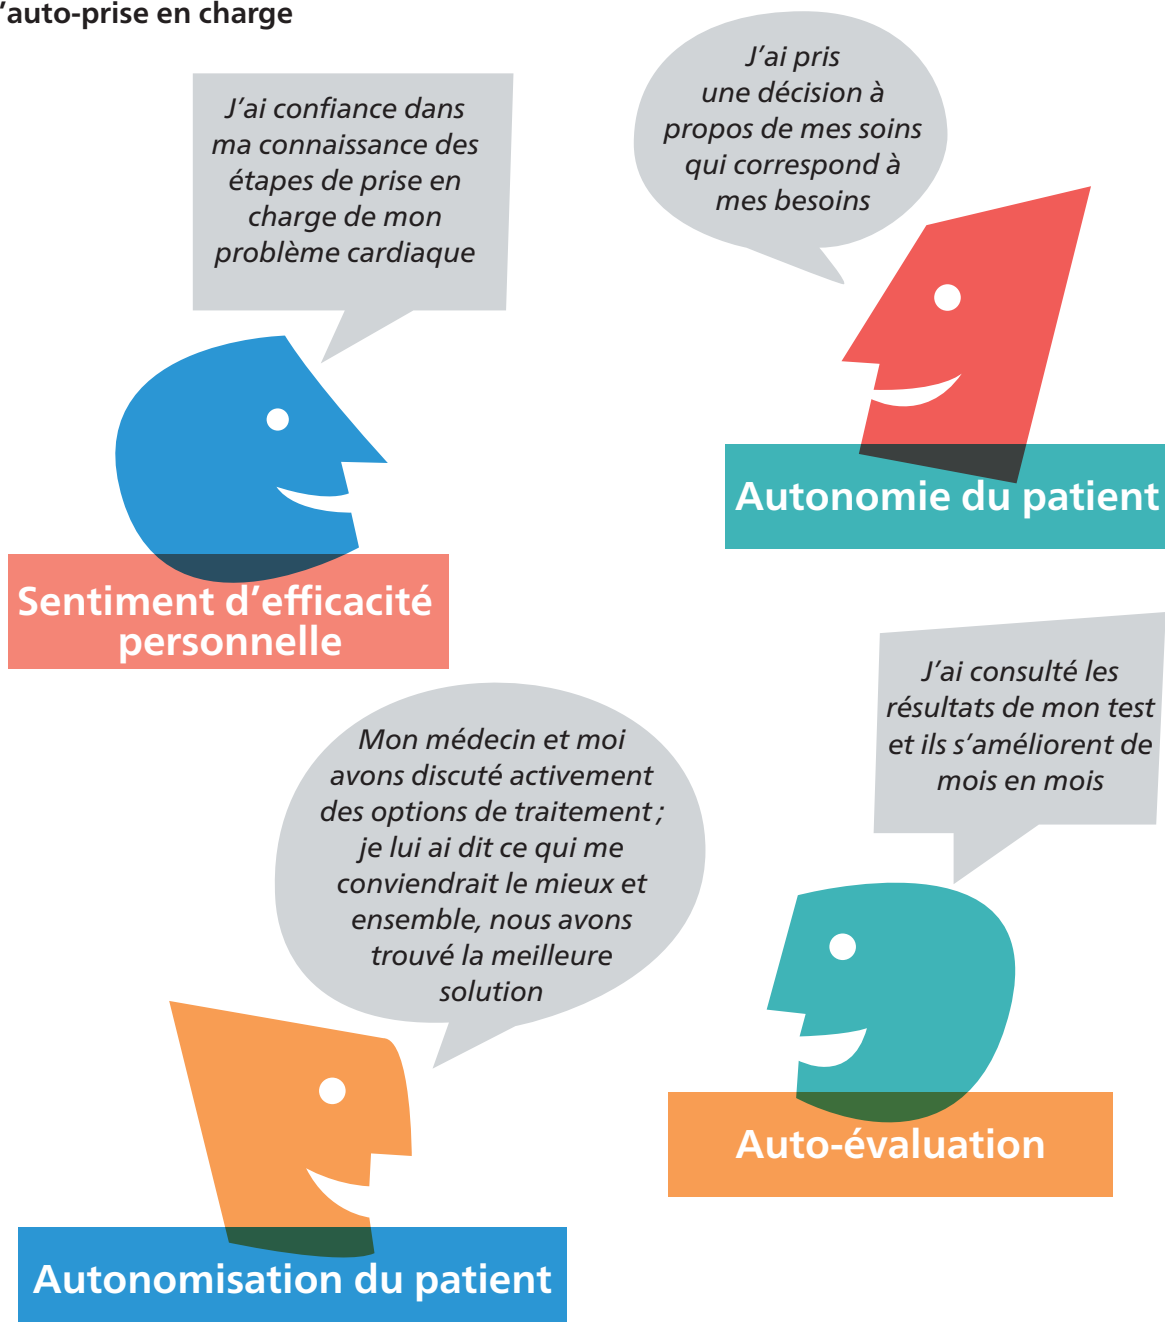 'auto-prise en charge
J'ai confiance dans
ma connaissance des
étapes de prise en
charge de mon
problème cardiaque
J'ai pris
une décision à
propos de mes soins
qui correspond à
mes besoins
Autonomie du patient
Sentiment d'efficacité
personnelle
J'ai consulté les
résultats de mon test
et ils s'améliorent de
mois en mois
Mon médecin et moi
avons discuté activement
des options de traitement ;
je lui ai dit ce qui me
conviendrait le mieux et
ensemble, nous avons
trouvé la meilleure
solution
Auto-évaluation
Autonomisation du patient